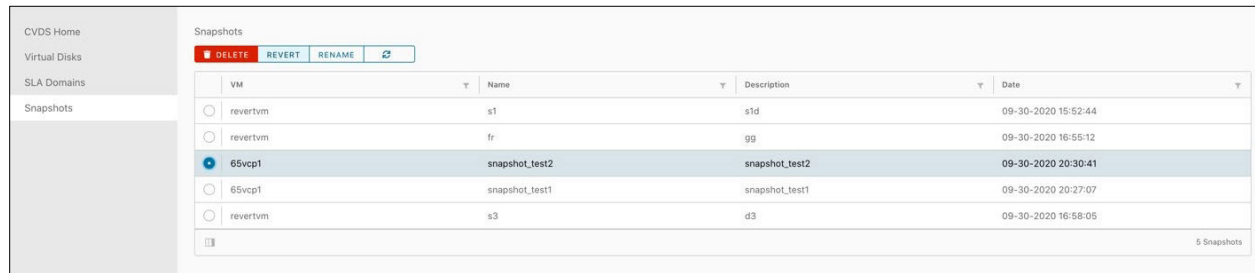 CVDS Home
Virtual Disks
SLA Domains
Snapshots
Snapshots
DELETE REVERT RENAME
VM Name Description Date
revertvm s1 s1d 09-30-2020 15:52:44
revertvm fr gg 09-30-2020 16:55:12
65vcp1 snapshot_test2 snapshot_test2 09-30-2020 20:30:41
65vcp1 snapshot_test1 snapshot_test1 09-30-2020 20:27:07
revertvm s3 d3 09-30-2020 16:58:05
5 Snapshots